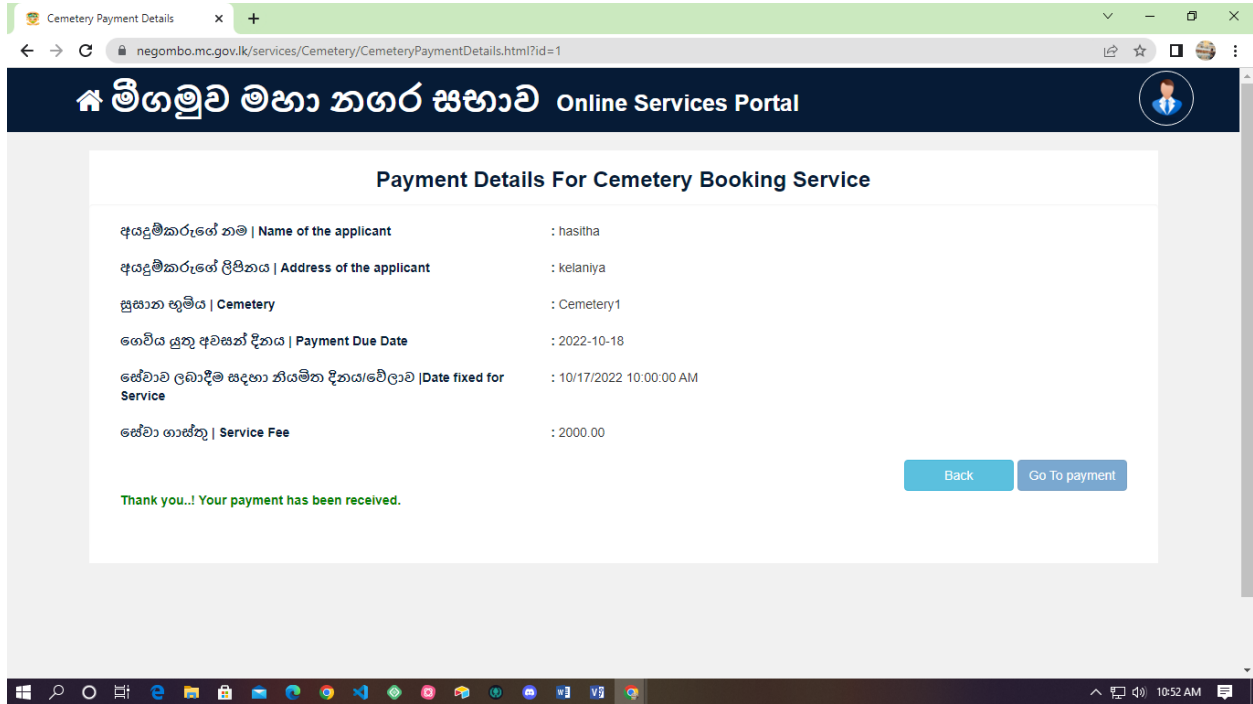 Cemetery Payment Details
negombo.mc.gov.lk/services/Cemetery/CemeteryPaymentDetails.html?id=1
මීගමුව මහා නගර සභාව Online Services Portal
Payment Details For Cemetery Booking Service
අයදුම්කරුගේ නම | Name of the applicant : hasitha
අයදුම්කරුගේ ලිපිනය | Address of the applicant : kelaniya
සුසාන භූමිය | Cemetery : Cemetery1
ගෙවිය යුතු අවසන් දිනය | Payment Due Date : 2022-10-18
සේවාව ලබාදීම සදහා නියමිත දිනය/වේලාව |Date fixed for : 10/17/2022 10:00:00 AM
Service
සේවා ගාස්තු | Service Fee : 2000.00
Back Go To payment
Thank you..! Your payment has been received.
10:52 AM